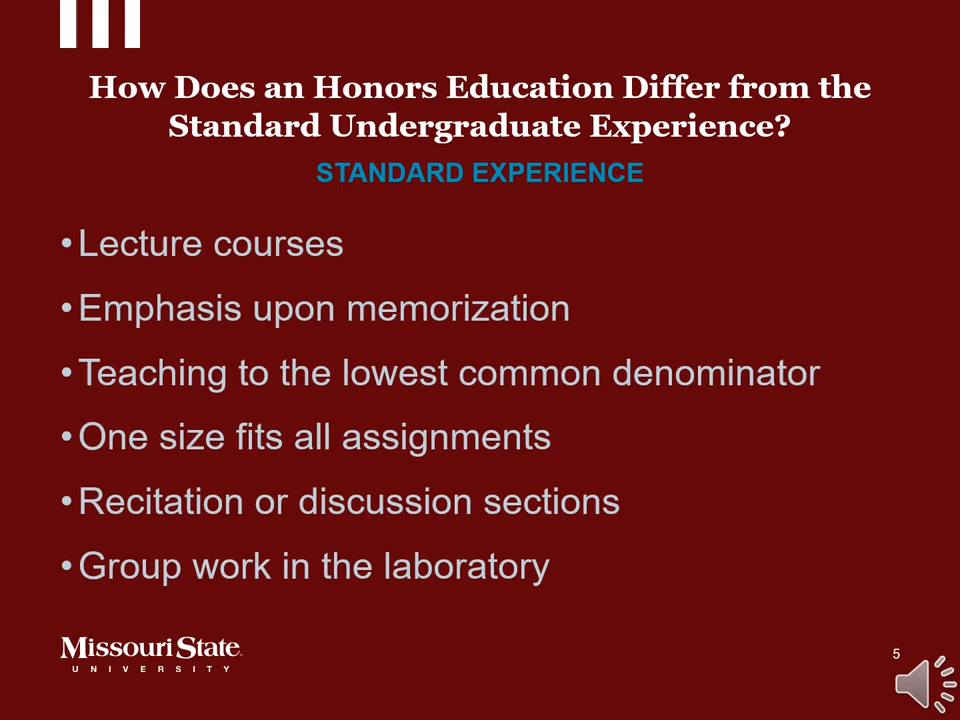 How Does an Honors Education Differ from the
Standard Undergraduate Experience?
STANDARD EXPERIENCE
•Lecture courses
•Emphasis upon memorization
•Teaching to the lowest common denominator
•One size fits all assignments
•Recitation or discussion sections
•Group work in the laboratory
Missouri State
UNIVERSITY
5